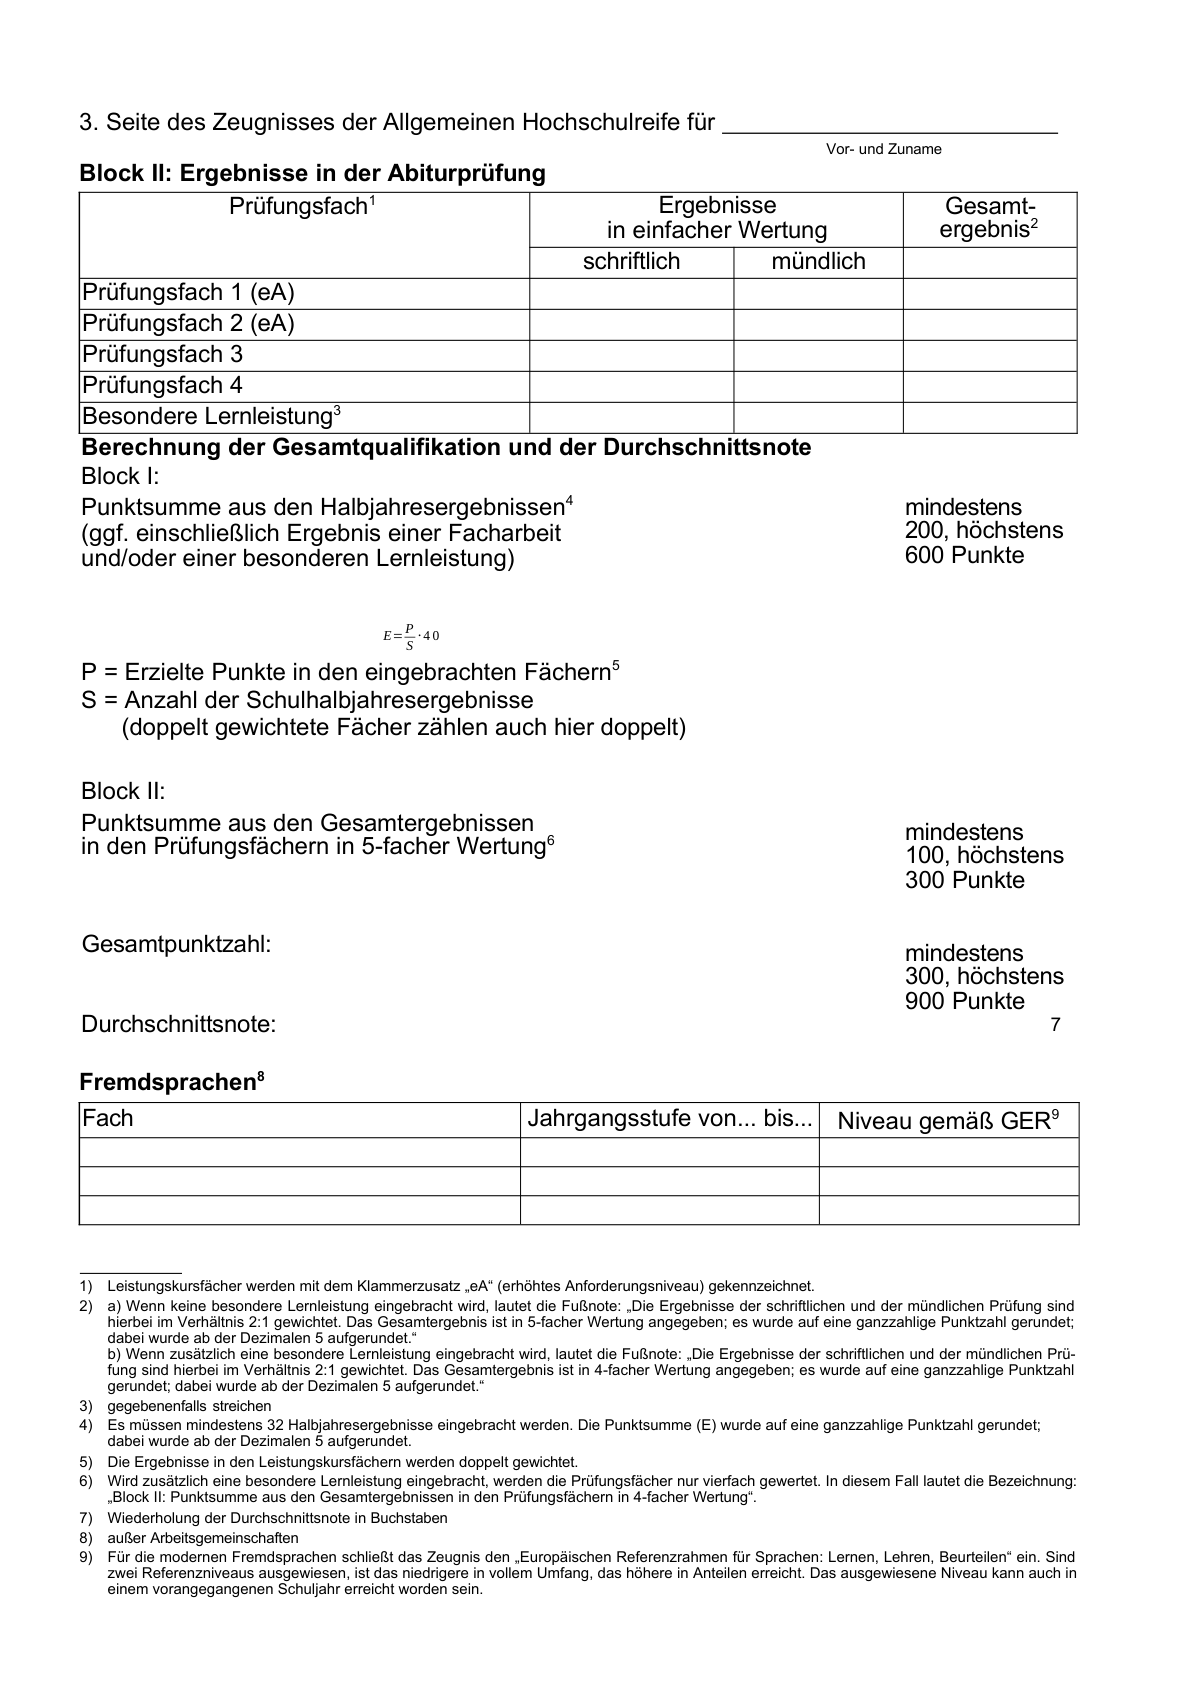 3. Seite des Zeugnisses der Allgemeinen Hochschulreife für
Vor- und Zuname
Block II: Ergebnisse in der Abiturprüfung
Prüfungsfach1
Ergebnisse
in einfacher Wertung
Gesamt-
ergebnis2
schriftlich
mündlich
Prüfungsfach 1 (eA)
Prüfungsfach 2 (eA)
Prüfungsfach 3
Prüfungsfach 4
Besondere Lernleistung3
Berechnung der Gesamtqualifikation und der Durchschnittsnote
Block I:
Punktsumme aus den Halbjahresergebnissen4
(ggf. einschließlich Ergebnis einer Facharbeit
und/oder einer besonderen Lernleistung)
mindestens
200, höchstens
600 Punkte
E=P/S·40
P = Erzielte Punkte in den eingebrachten Fächern5
S = Anzahl der Schulhalbjahresergebnisse
(doppelt gewichtete Fächer zählen auch hier doppelt)
Block II:
Punktsumme aus den Gesamtergebnissen
in den Prüfungsfächern in 5-facher Wertung6
mindestens
100, höchstens
300 Punkte
Gesamtpunktzahl:
mindestens
300, höchstens
900 Punkte
Durchschnittsnote: 7
Fremdsprachen8
Fach
Jahrgangsstufe von... bis...
Niveau gemäß GER9
1) Leistungskursfächer werden mit dem Klammerzusatz „eA“ (erhöhtes Anforderungsniveau) gekennzeichnet.
2) a) Wenn keine besondere Lernleistung eingebracht wird, lautet die Fußnote: „Die Ergebnisse der schriftlichen und der mündlichen Prüfung sind
hierbei im Verhältnis 2:1 gewichtet. Das Gesamtergebnis ist in 5-facher Wertung angegeben; es wurde auf eine ganzzahlige Punktzahl gerundet;
dabei wurde ab der Dezimalen 5 aufgerundet.“
b) Wenn zusätzlich eine besondere Lernleistung eingebracht wird, lautet die Fußnote: „Die Ergebnisse der schriftlichen und der mündlichen Prü-
fung sind hierbei im Verhältnis 2:1 gewichtet. Das Gesamtergebnis ist in 4-facher Wertung angegeben; es wurde auf eine ganzzahlige Punktzahl
gerundet; dabei wurde ab der Dezimalen 5 aufgerundet.“
3) gegebenenfalls streichen
4) Es müssen mindestens 32 Halbjahresergebnisse eingebracht werden. Die Punktsumme (E) wurde auf eine ganzzahlige Punktzahl gerundet;
dabei wurde ab der Dezimalen 5 aufgerundet.
5) Die Ergebnisse in den Leistungskursfächern werden doppelt gewichtet.
6) Wird zusätzlich eine besondere Lernleistung eingebracht, werden die Prüfungsfächer nur vierfach gewertet. In diesem Fall lautet die Bezeichnung:
„Block II: Punktsumme aus den Gesamtergebnissen in den Prüfungsfächern in 4-facher Wertung“.
7) Wiederholung der Durchschnittsnote in Buchstaben
8) außer Arbeitsgemeinschaften
9) Für die modernen Fremdsprachen schließt das Zeugnis den „Europäischen Referenzrahmen für Sprachen: Lernen, Lehren, Beurteilen“ ein. Sind
zwei Referenzniveaus ausgewiesen, ist das niedrigere in vollem Umfang, das höhere in Anteilen erreicht. Das ausgewiesene Niveau kann auch in
einem vorangegangenen Schuljahr erreicht worden sein.